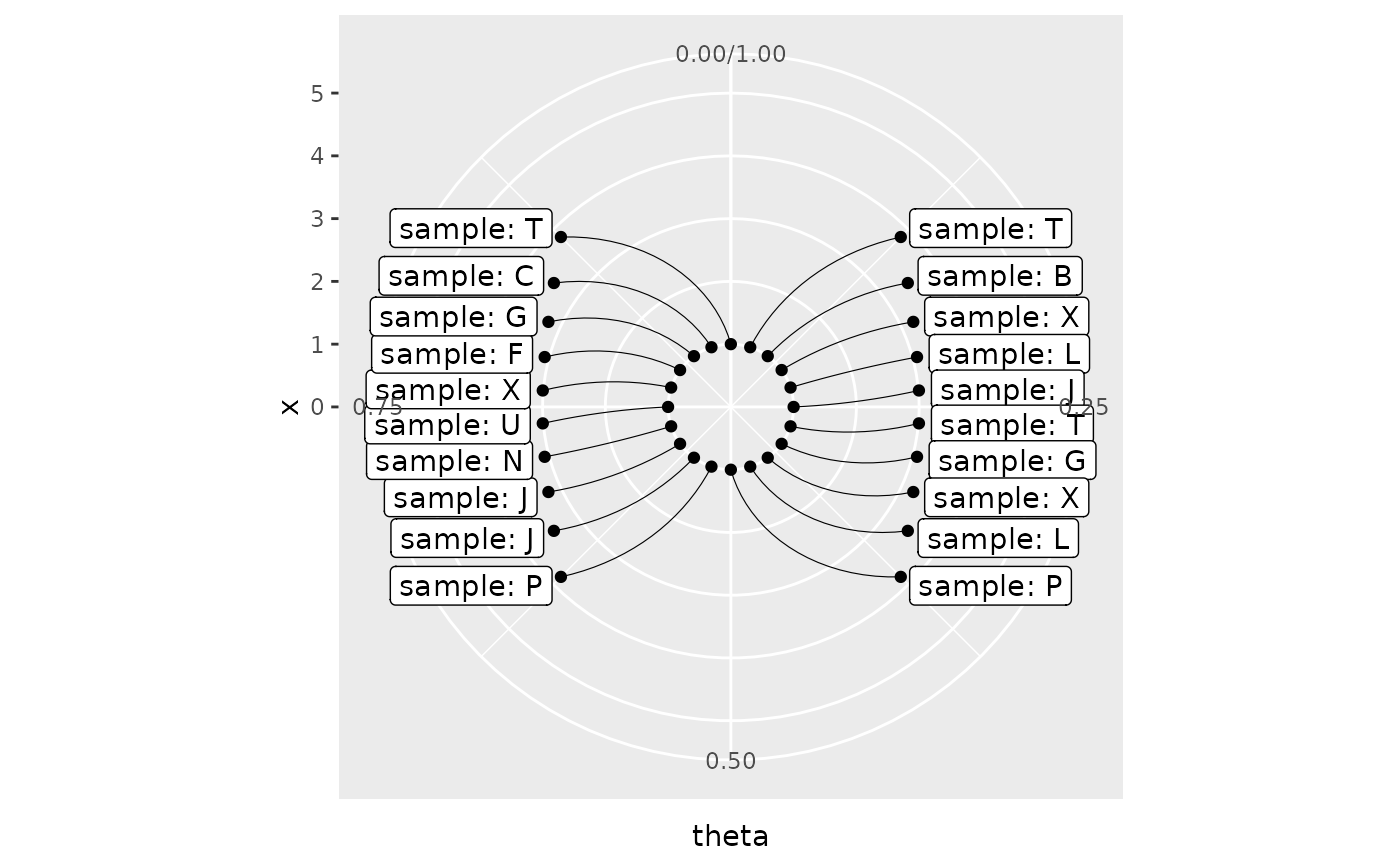 0.00/1.00
5
4
3
2
1
0
x
sample: T
sample: C
sample: G
sample: F
sample: X
0.75
sample: U
sample: N
sample: J
sample: J
sample: P
sample: T
sample: B
sample: X
sample: L
sample: J
0.25
sample: T
sample: G
sample: X
sample: L
sample: P
0.50
theta